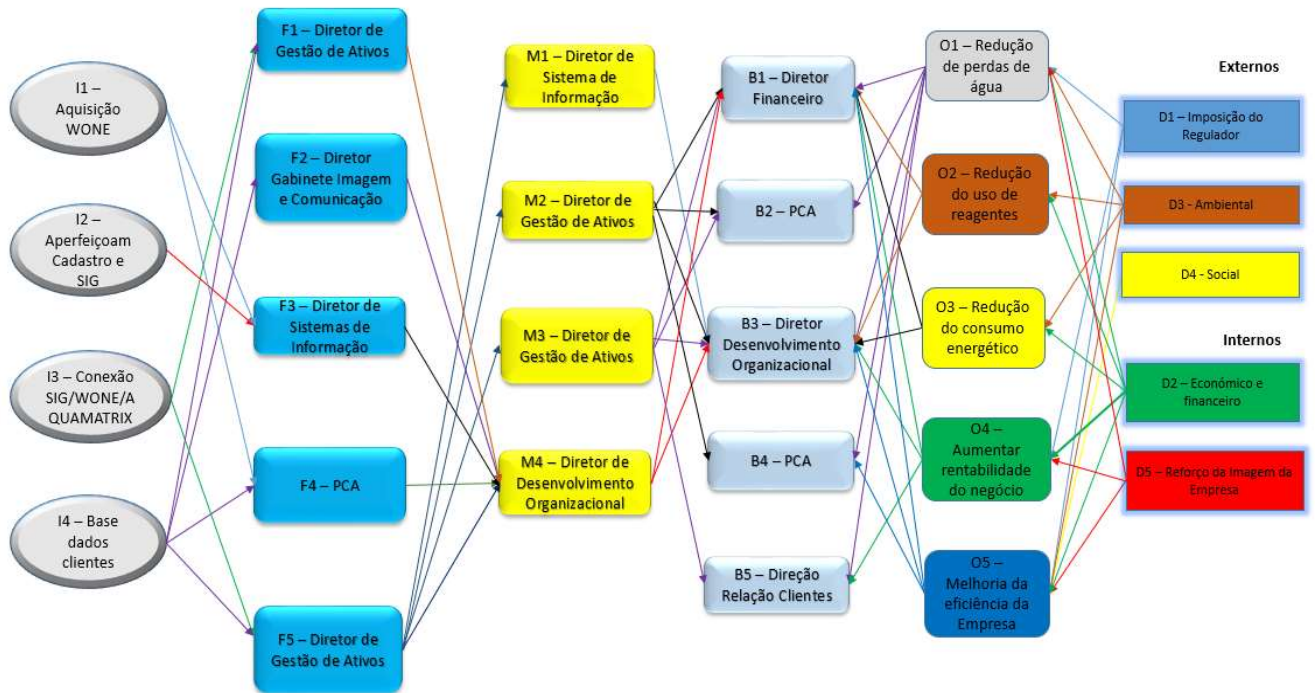 I1 –
Aquisição
WONE
I2 –
Aperfeiçoam
Cadastro e
SIG
I3 – Conexão
SIG/WONE/A
QUAMATRIX
I4 – Base
dados
clientes
F1 – Diretor de
Gestão de Ativos
F2 – Diretor
Gabinete Imagem
e Comunicação
F3 – Diretor de
Sistemas de
Informação
F4 – PCA
F5 – Diretor de
Gestão de Ativos
M1 – Diretor de
Sistema de
Informação
M2 – Diretor de
Gestão de Ativos
M3 – Diretor de
Gestão de Ativos
M4 – Diretor de
Desenvolvimento
Organizacional
B1 – Diretor
Financeiro
B2 – PCA
B3 – Diretor
Desenvolvimento
Organizacional
B4 – PCA
B5 – Direção
Relação Clientes
O1 – Redução
de perdas de
água
O2 – Redução
do uso de
reagentes
O3 – Redução
do consumo
energético
O4 –
Aumentar
rentabilidade
do negócio
O5 –
Melhoria da
eficiência da
Empresa
Externos
D1 – Imposição do
Regulador
D3 - Ambiental
D4 - Social
Internos
D2 – Económico e
financeiro
D5 – Reforço da Imagem da
Empresa